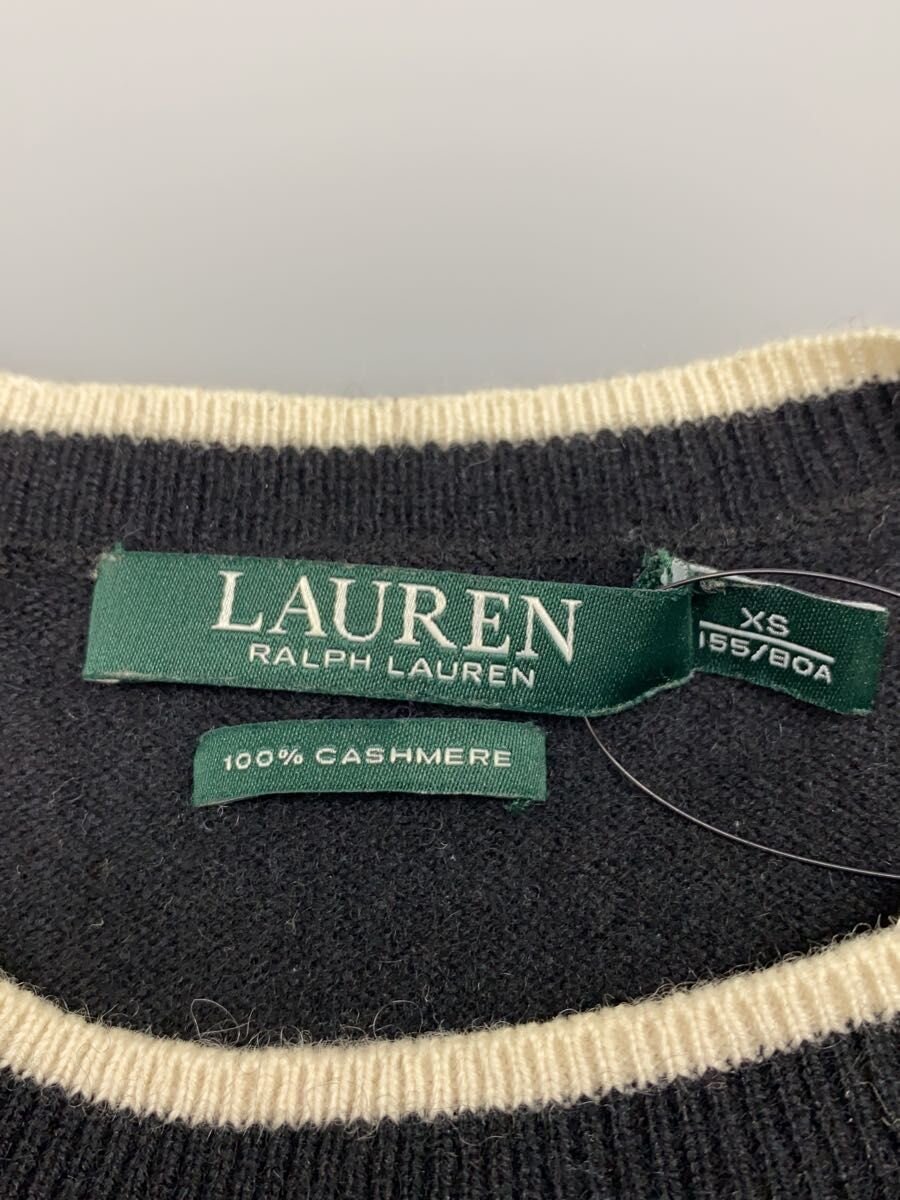 LAUREN
RALPH LAUREN
XS
155/80A
100% CASHMERE